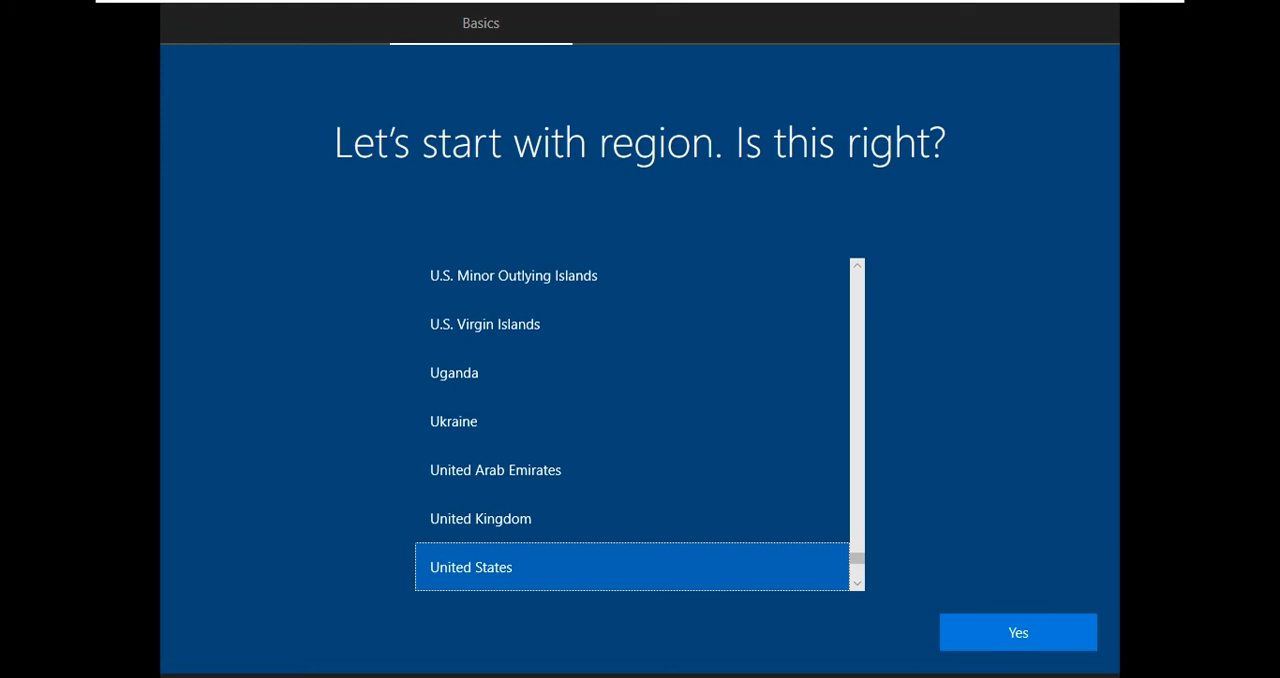 Basics
Let's start with region. Is this right?
U.S. Minor Outlying Islands
U.S. Virgin Islands
Uganda
Ukraine
United Arab Emirates
United Kingdom
United States
Yes